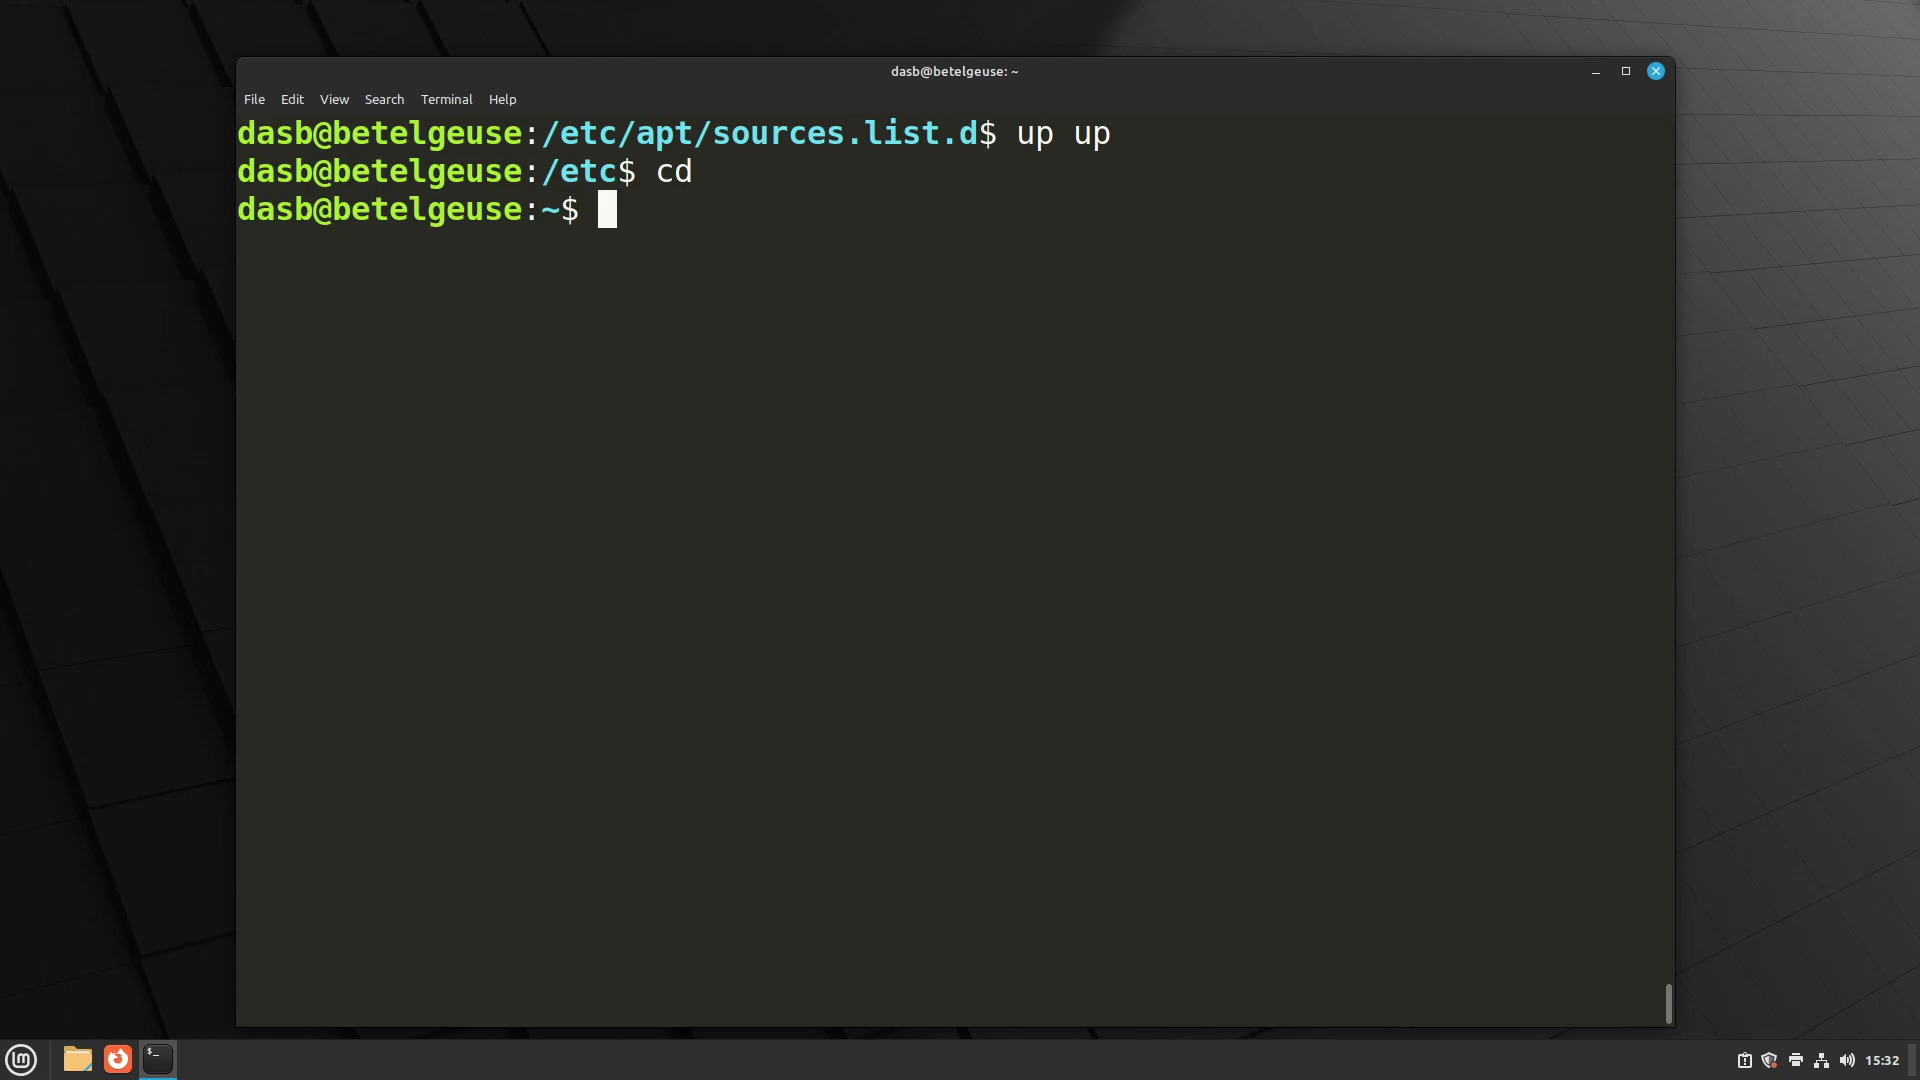 dasb@betelgeuse: ~
File Edit View Search Terminal Help
dasb@betelgeuse:/etc/apt/sources.list.d$ up up
dasb@betelgeuse:/etc$ cd
dasb@betelgeuse:~$
lm $_ 15:32